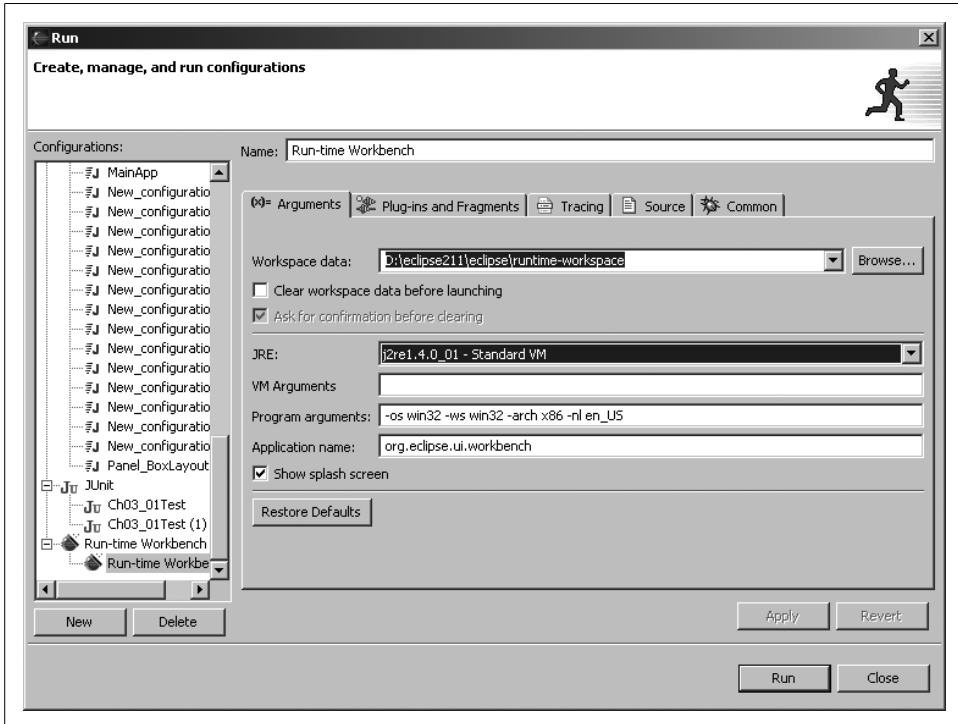 Run
Create, manage, and run configurations
Configurations:
MainApp
New_configuratio
New_configuratio
New_configuratio
New_configuratio
New_configuratio
New_configuratio
New_configuratio
New_configuratio
New_configuratio
New_configuratio
New_configuratio
New_configuratio
New_configuratio
New_configuratio
Panel_BoxLayout
JUnit
Ch03_01Test
Ch03_01Test (1)
Run-time Workbench
Run-time Workbe
New
Delete
Name:
Run-time Workbench
(x)= Arguments
Plug-ins and Fragments
Tracing
Source
Common
Workspace data:
D:\eclipse211\eclipse\runtime-workspace
Browse...
Clear workspace data before launching
Ask for confirmation before clearing
JRE:
j2re1.4.0_01 - Standard VM
VM Arguments
Program arguments:
-os win32 -ws win32 -arch x86 -nl en_US
Application name:
org.eclipse.ui.workbench
Show splash screen
Restore Defaults
Apply
Revert
Run
Close